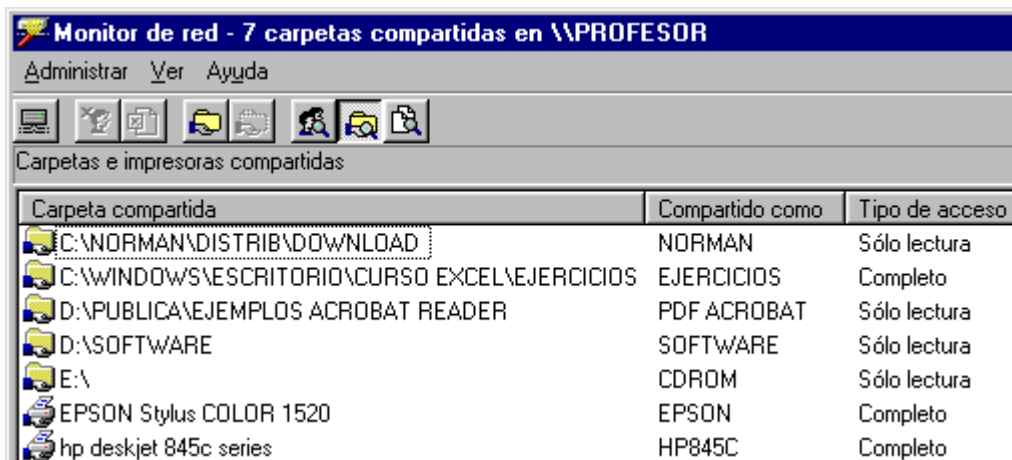 Monitor de red - 7 carpetas compartidas en \\PROFESOR
Administrar Ver Ayuda
Carpetas e impresoras compartidas
Carpeta compartida Compartido como Tipo de acceso
C:\NORMAN\DISTRIB\DOWNLOAD NORMAN Sólo lectura
C:\WINDOWS\ESCRITORIO\CURSO EXCEL\EJERCICIOS EJERCICIOS Completo
D:\PUBLICA\EJEMPLOS ACROBAT READER PDF ACROBAT Sólo lectura
D:\SOFTWARE SOFTWARE Sólo lectura
E:\ CDROM Sólo lectura
EPSON Stylus COLOR 1520 EPSON Completo
hp deskjet 845c series HP845C Completo